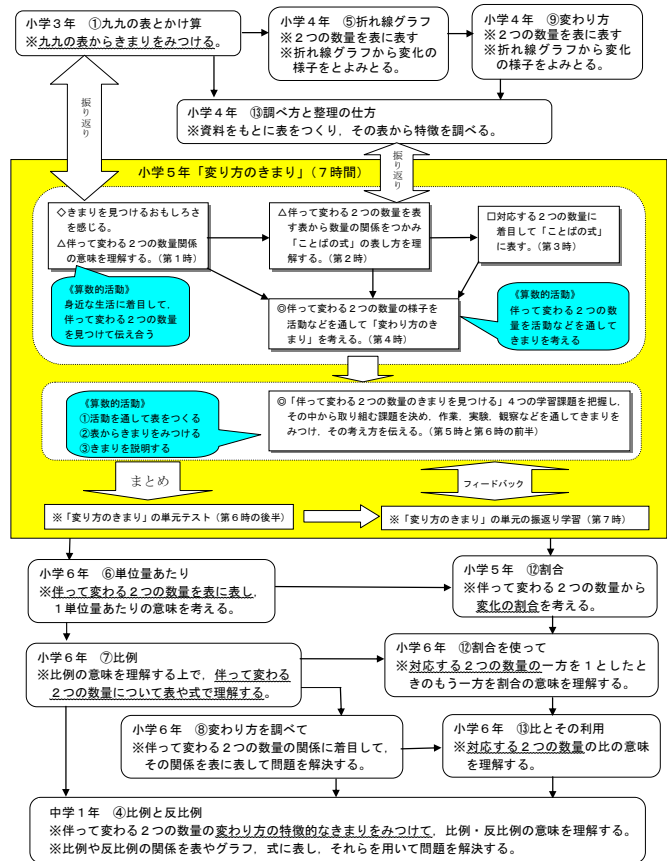 小学３年　①九九の表とかけ算
※九九の表からきまりをみつける。
小学４年　⑤折れ線グラフ
※２つの数量を表に表す
※折れ線グラフから変化の
様子をとよみとる。
小学４年　⑨変わり方
※２つの数量を表に表す
※折れ線グラフから変化
の様子をよみとる。
振り返り
小学４年　⑬調べ方と整理の仕方
※資料をもとに表をつくり，その表から特徴を調べる。
小学５年「変り方のきまり」（７時間）
振り返り
◇きまりを見つけるおもしろさ
を感じる。
△伴って変わる２つの数量関係
の意味を理解する。（第１時）
△伴って変わる２つの数量を表
す表から数量の関係をつかみ
「ことばの式」の表し方を理
解する。（第２時）
□対応する２つの数量に
着目して「ことばの式」
に表す。（第３時）
《算数的活動》
身近な生活に着目して，
伴って変わる２つの数量
を見つけて伝え合う
◎伴って変わる２つの数量の様子を
活動などを通して「変わり方のき
まり」を考える。（第４時）
《算数的活動》
伴って変わる２つの数
量を活動などを通して
きまりを考える
《算数的活動》
①活動を通して表をつくる
②表からきまりをみつける
③きまりを説明する
◎「伴って変わる２つの数量のきまりを見つける」４つの学習課題を把握し，
その中から取り組む課題を決め，作業，実験，観察などを通してきまりを
みつけ，その考え方を伝える。（第５時と第６時の前半）
まとめ
フィードバック
※「変り方のきまり」の単元テスト（第６時の後半）
※「変り方のきまり」の単元の振返り学習（第７時）
小学６年　⑥単位量あたり
※伴って変わる２つの数量を表に表し，
１単位量あたりの意味を考える。
小学５年　⑫割合
※伴って変わる２つの数量から
変化の割合を考える。
小学６年　⑦比例
※比例の意味を理解する上で，伴って変わる
２つの数量について表や式で理解する。
小学６年　⑫割合を使って
※対応する２つの数量の一方を１としたと
きのもう一方を割合の意味を理解する。
小学６年　⑧変わり方を調べて
※伴って変わる２つの数量の関係に着目して，
その関係を表に表して問題を解決する。
小学６年　⑬比とその利用
※対応する２つの数量の比の意味
を理解する。
中学１年　④比例と反比例
※伴って変わる２つの数量の変わり方の特徴的なきまりをみつけて，比例・反比例の意味を理解する。
※比例や反比例の関係を表やグラフ，式に表し，それらを用いて問題を解決する。